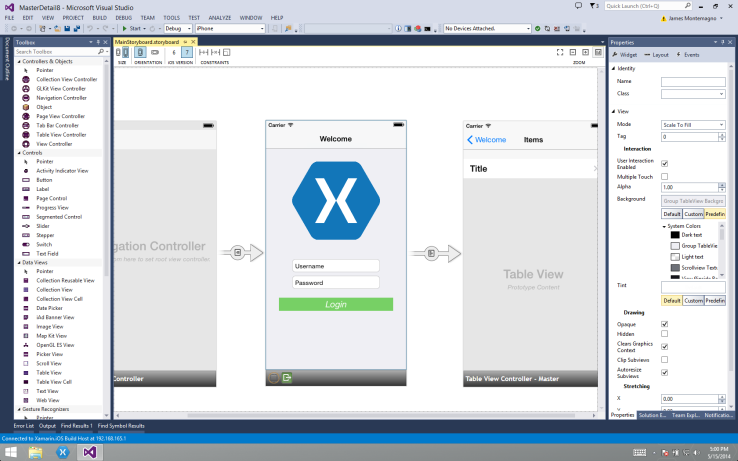 MasterDetail8 - Microsoft Visual Studio
3
Quick Launch (Ctrl+Q)
FILE EDIT VIEW PROJECT BUILD DEBUG TEAM TOOLS TEST ANALYZE WINDOW HELP
James Montemagno
Start
Debug
iPhone
No Devices Attached.
Document Outline
Toolbox
Search Toolbox
Controllers & Objects
Pointer
Collection View Controller
GLKit View Controller
Navigation Controller
Object
Page View Controller
Tab Bar Controller
Table View Controller
View Controller
Controls
Pointer
Activity Indicator View
Button
Label
Page Control
Progress View
Segmented Control
Slider
Stepper
Switch
Text Field
Data Views
Pointer
Collection Reusable View
Collection View
Collection View Cell
Date Picker
iAd Banner View
Image View
Map Kit View
OpenGL ES View
Picker View
Scroll View
Table View
Table View Cell
Text View
Web View
Gesture Recognizers
Pointer
MainStoryboard.storyboard
SIZE
ORIENTATION
6
7
iOS VERSION
CONSTRAINTS
ZOOM
gation Controller
on here to set root view controller
Controller
Carrier
Welcome
X
Username
Password
Login
Carrier
Welcome
Items
Title
Table View
Prototype Content
Table View Controller - Master
Properties
Widget
Layout
Events
Identity
Name
Class
View
Mode
Scale To Fill
Tag
0
Interaction
User Interaction
Enabled
Multiple Touch
Alpha
1.00
Background
Group TableView Backgro
Default
Custom
Predefin
System Colors
Dark text
Group TableVie
Light text
Scrollview Textu
Tint
Default
Custom
Predefin
Drawing
Opaque
Hidden
Clears Graphics
Context
Clip Subviews
Autoresize
Subviews
Stretching
X
0.00
Y
Properties
Solution E...
Team Expl...
Notificatio...
Error List
Output
Find Results 1
Find Symbol Results
Connected to Xamarin.iOS Build Host at 192.168.165.1
5:00 PM
5/15/2014